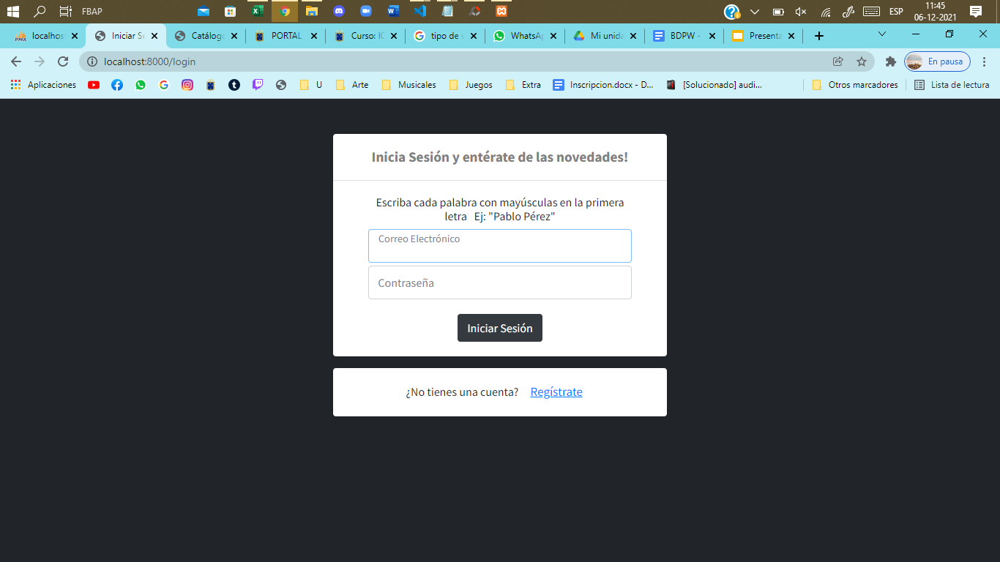 FBAP
ESP
11:45
06-12-2021
localhost
Iniciar Se
Catálogo
PORTAL
Curso: IC
tipo de v
WhatsAp
Mi unida
BDPW -
Presenta
localhost:8000/login
En pausa
Aplicaciones
U
Arte
Musicales
Juegos
Extra
Inscripcion.docx - D...
[Solucionado] audi...
Otros marcadores
Lista de lectura
Inicia Sesión y entérate de las novedades!
Escriba cada palabra con mayúsculas en la primera
letra Ej: "Pablo Pérez"
Correo Electrónico
Contraseña
Iniciar Sesión
¿No tienes una cuenta? Regístrate